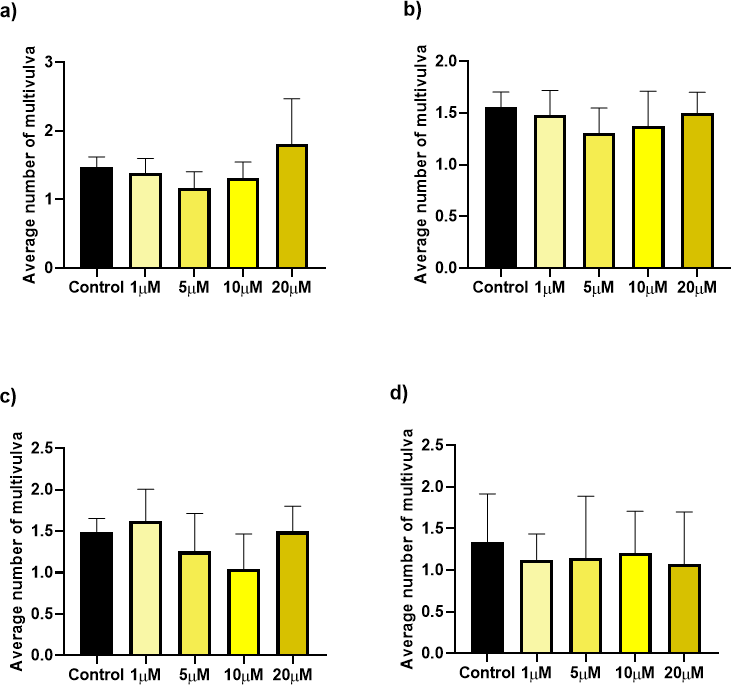 a)
Average number of multivulva
3
2
1
0
Control 1μM 5μM 10μM 20μM
b)
Average number of multivulva
2.0
1.5
1.0
0.5
0.0
Control 1μM 5μM 10μM 20μM
c)
Average number of multivulva
2.5
2.0
1.5
1.0
0.5
0.0
Control 1μM 5μM 10μM 20μM
d)
Average number of multivulva
2.5
2.0
1.5
1.0
0.5
0.0
Control 1μM 5μM 10μM 20μM